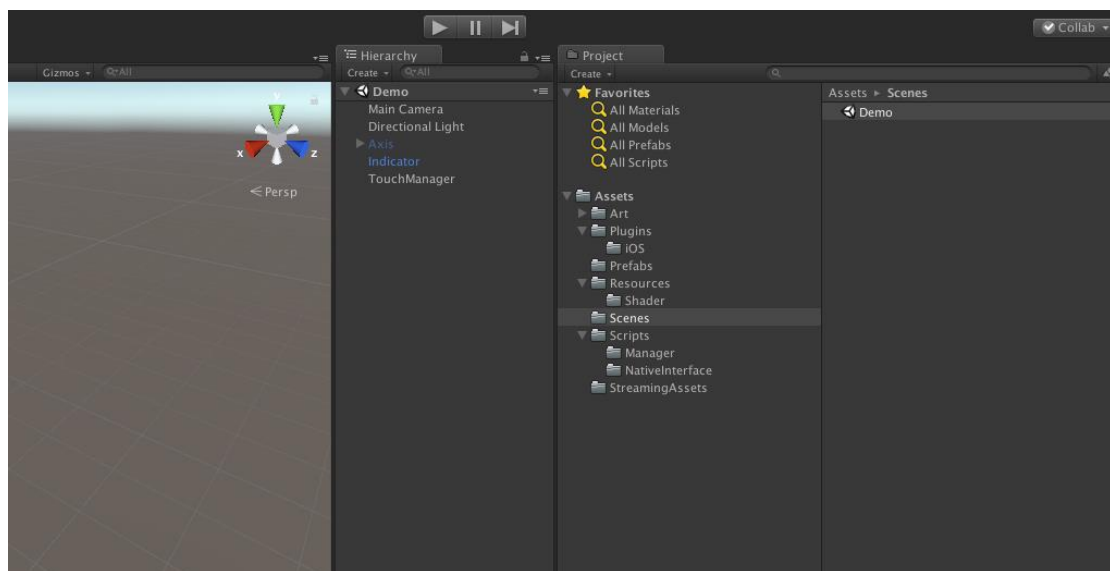 Collab
Gizmos
All
y
x
z
Persp
Hierarchy
Create
All
Demo
Main Camera
Directional Light
Axis
Indicator
TouchManager
Project
Create
Favorites
All Materials
All Models
All Prefabs
All Scripts
Assets
Art
Plugins
iOS
Prefabs
Resources
Shader
Scenes
Scripts
Manager
NativeInterface
StreamingAssets
Assets ▸ Scenes
Demo